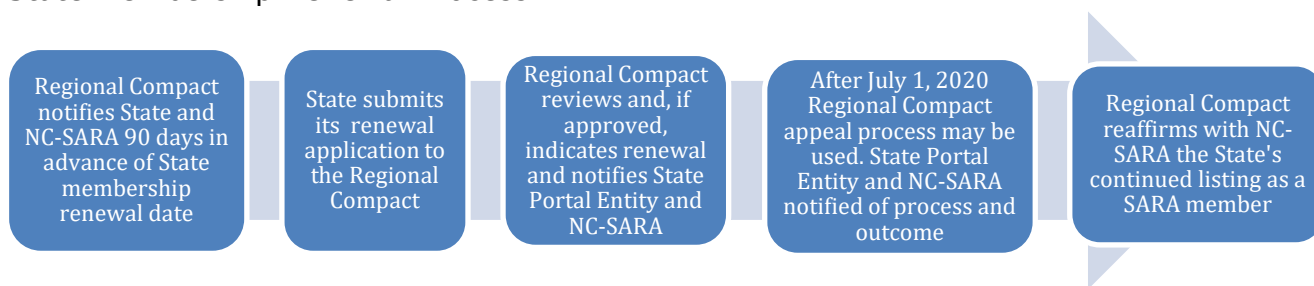 Regional Compact
notifies State and
NC-SARA 90 days in
advance of State
membership
renewal date
State submits
its renewal
application to
the Regional
Compact
Regional Compact
reviews and, if
approved,
indicates renewal
and notifies State
Portal Entity and
NC-SARA
After July 1, 2020
Regional Compact
appeal process may be
used. State Portal
Entity and NC-SARA
notified of process and
outcome
Regional Compact
reaffirms with NC-
SARA the State's
continued listing as a
SARA member